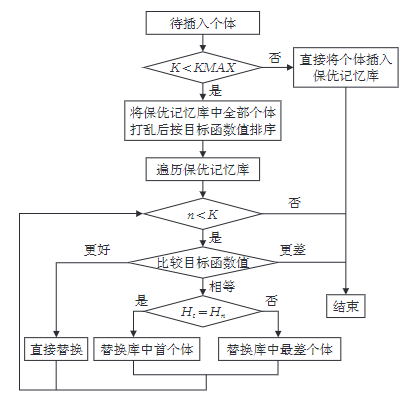 待插入个体
K<KMAX
否
直接将个体插入
保优记忆库
是
将保优记忆库中全部个体
打乱后按目标函数值排序
遍历保优记忆库
n<K
否
是
更好
比较目标函数值
更差
相等
是
H_t=H_n
否
结束
直接替换
替换库中首个体
替换库中最差个体